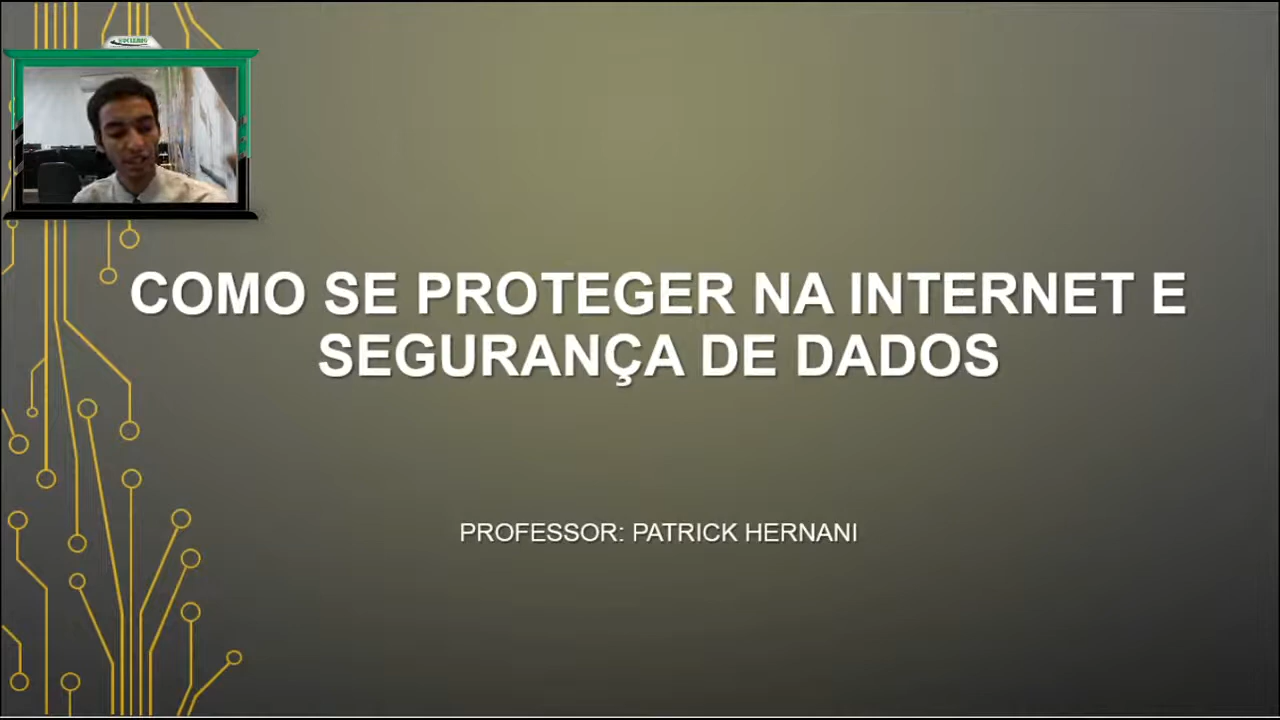 COMO SE PROTEGER NA INTERNET E
SEGURANÇA DE DADOS
PROFESSOR: PATRICK HERNANI